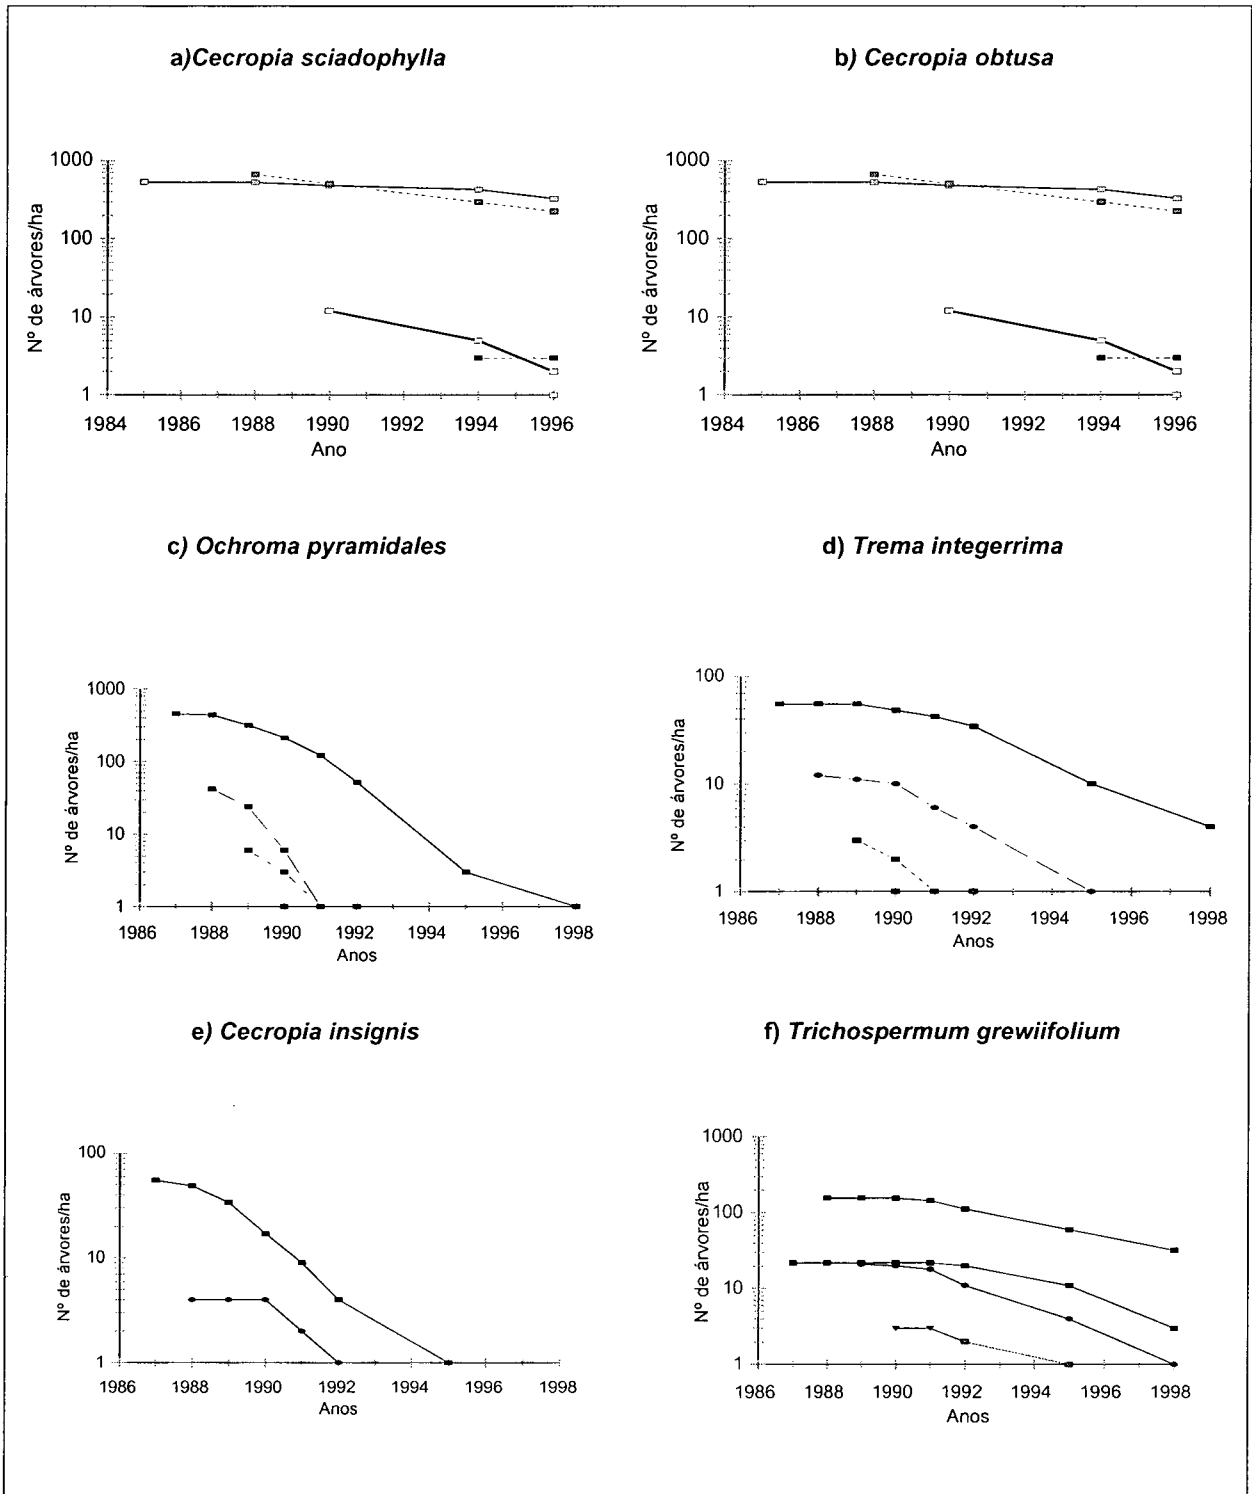 a)Cecropia sciadophylla
b) Cecropia obtusa
Nº de árvores/ha
1000
100
10
1
1984 1986 1988 1990 1992 1994 1996
Ano
Nº de árvores/ha
1000
100
10
1
1984 1986 1988 1990 1992 1994 1996
Ano
c) Ochroma pyramidales
d) Trema integerrima
Nº de árvores/ha
1000
100
10
1
1986 1988 1990 1992 1994 1996 1998
Anos
Nº de árvores/ha
100
10
1
1986 1988 1990 1992 1994 1996 1998
Anos
e) Cecropia insignis
f) Trichospermum grewiifolium
Nº de árvores/ha
100
10
1
1986 1988 1990 1992 1994 1996 1998
Anos
Nº de árvores/ha
1000
100
10
1
1986 1988 1990 1992 1994 1996 1998
Anos